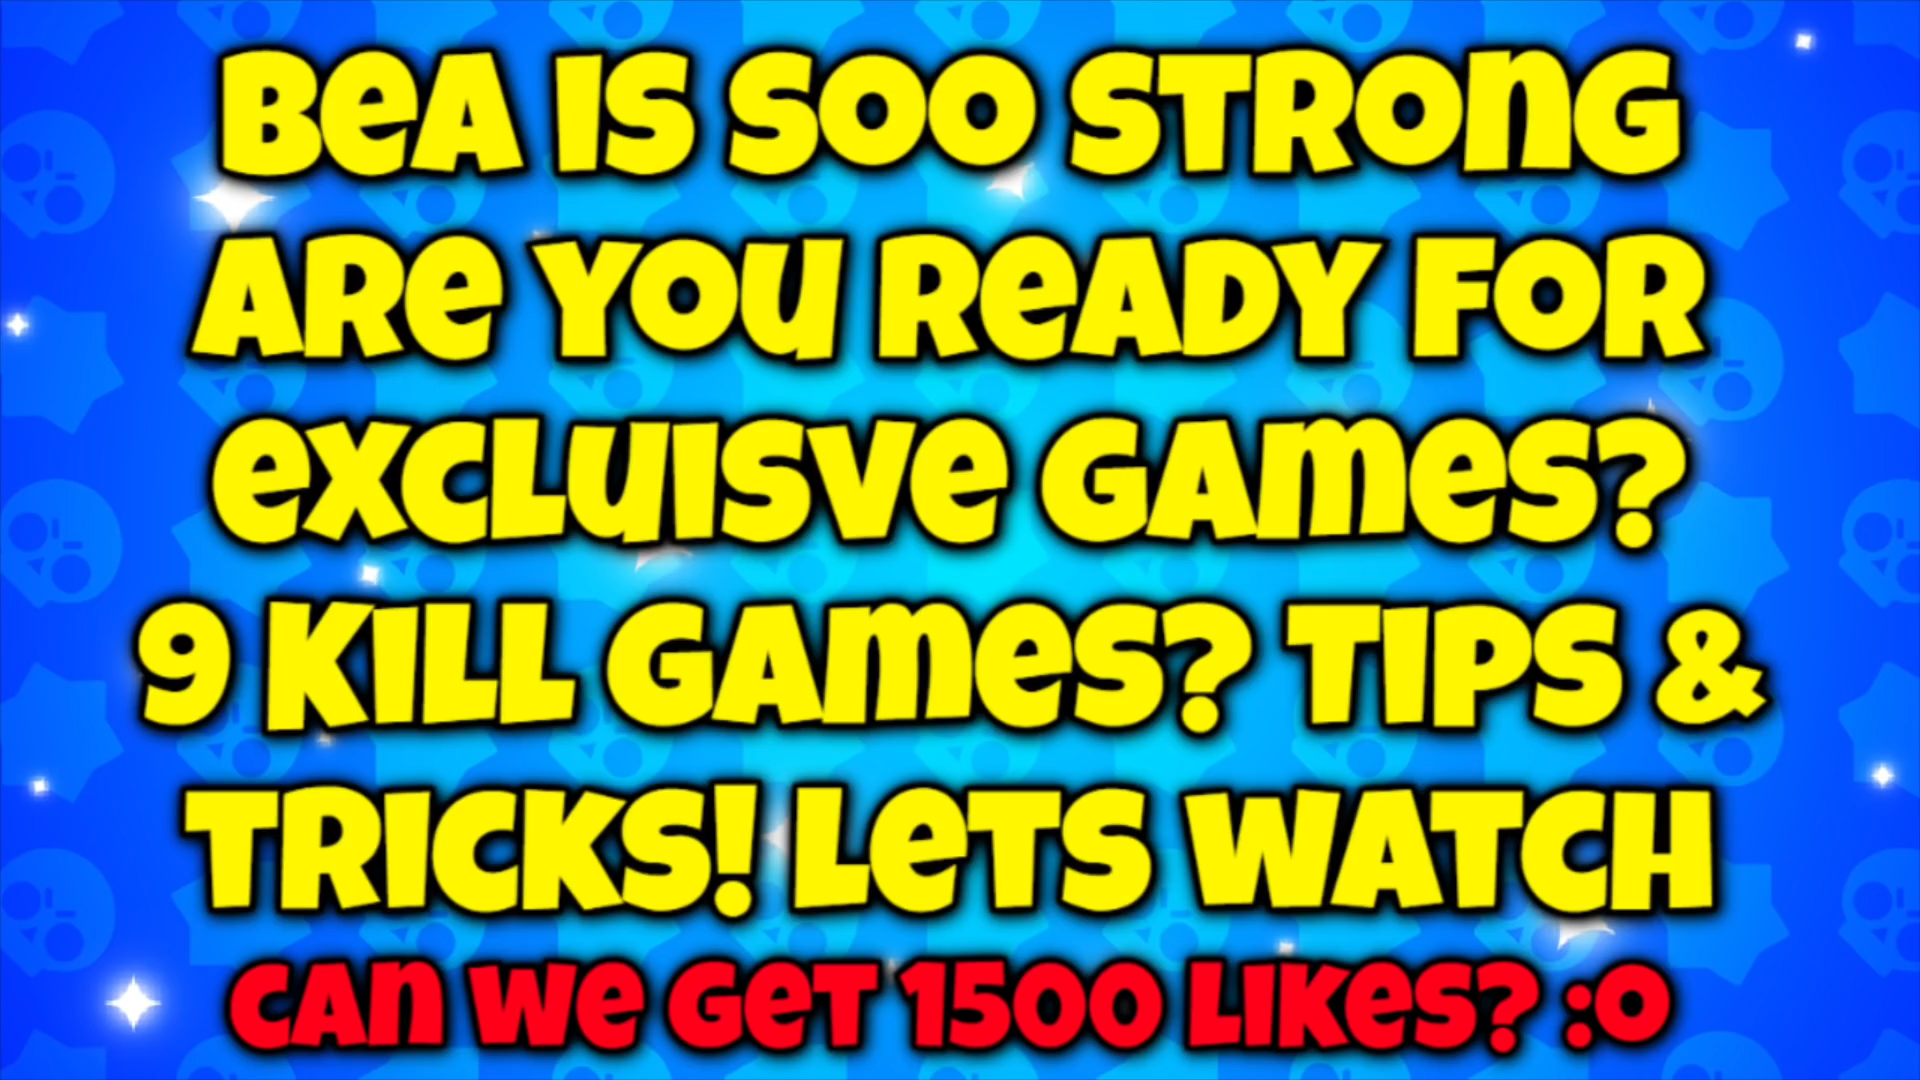 BeA IS SOO STRONG
ARE YOU READY FOR
EXCLUISVE GAMES?
9 KILL GAMES? TIPS &
TRICKS! LETS WATCH
CAN WE GET 1500 LIKES? :O